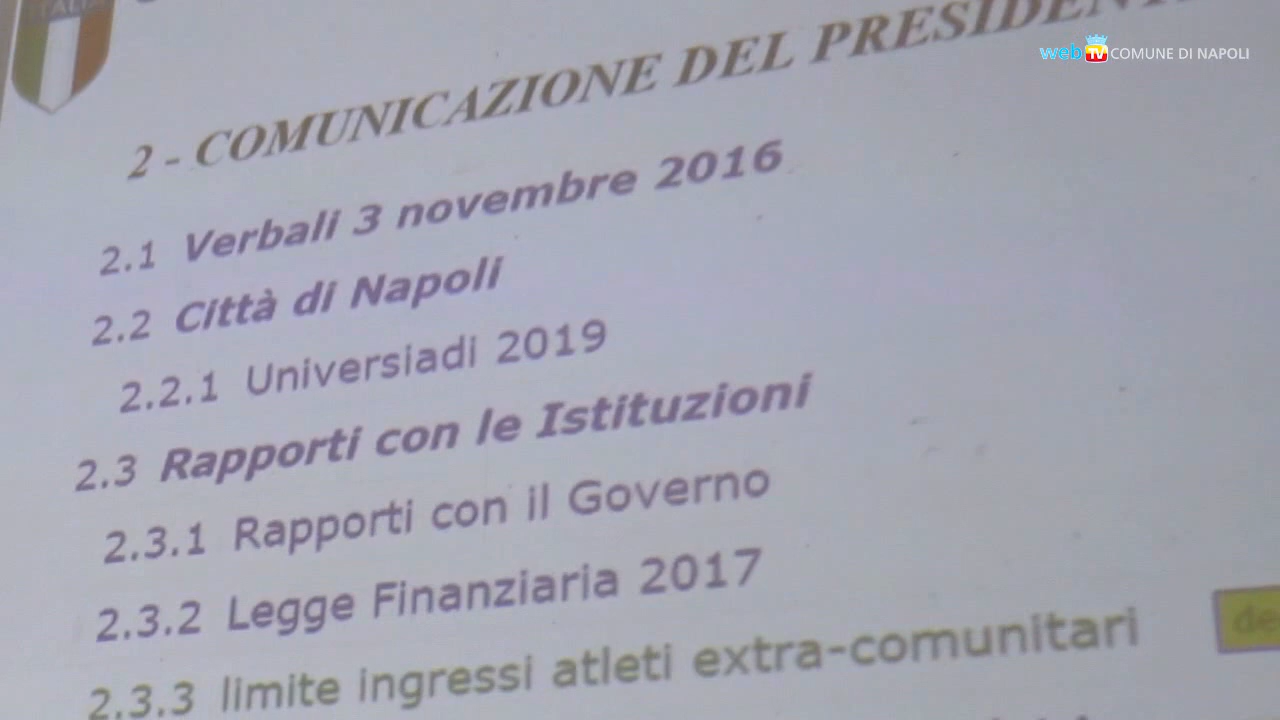 ITALIA
web TV COMUNE DI NAPOLI
2 - COMUNICAZIONE DEL
2.1 Verbali 3 novembre 2016
2.2 Città di Napoli
2.2.1 Universiadi 2019
2.3 Rapporti con le Istituzioni
2.3.1 Rapporti con il Governo
2.3.2 Legge Finanziaria 2017
2.3.3 limite ingressi atleti extra-comunitari